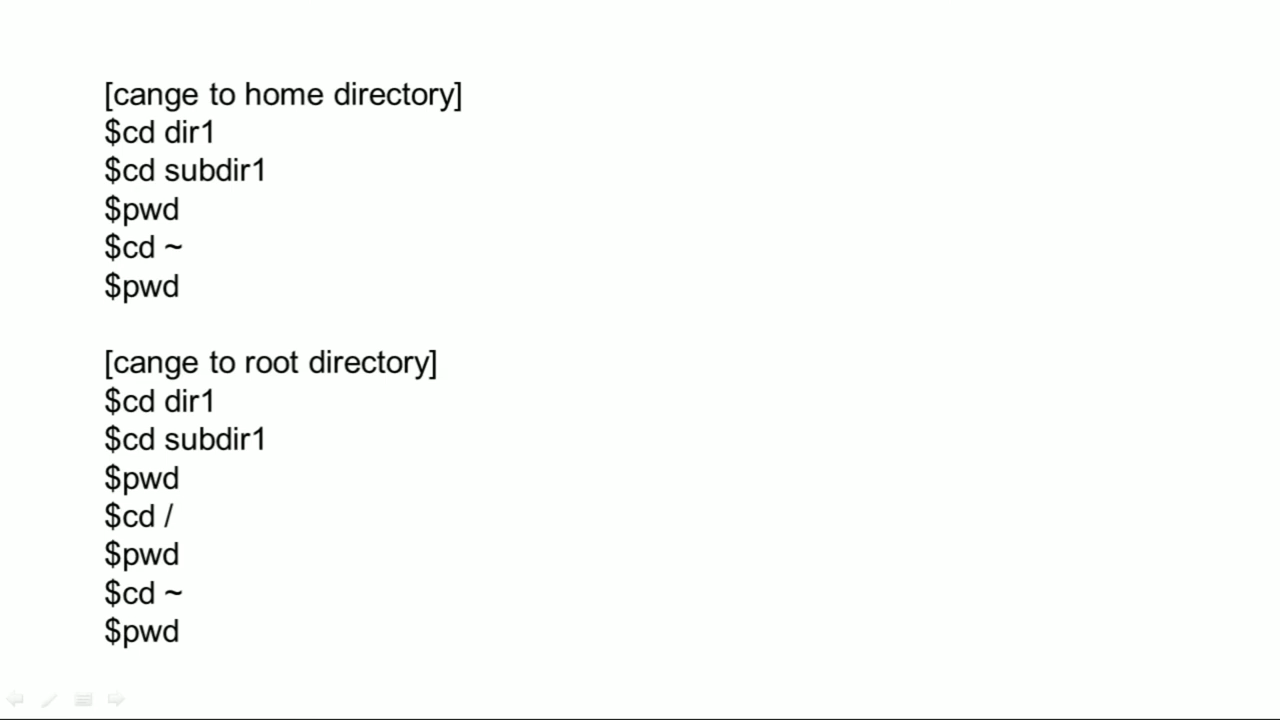 [cange to home directory]
$cd dir1
$cd subdir1
$pwd
$cd ~
$pwd
[cange to root directory]
$cd dir1
$cd subdir1
$pwd
$cd /
$pwd
$cd ~
$pwd